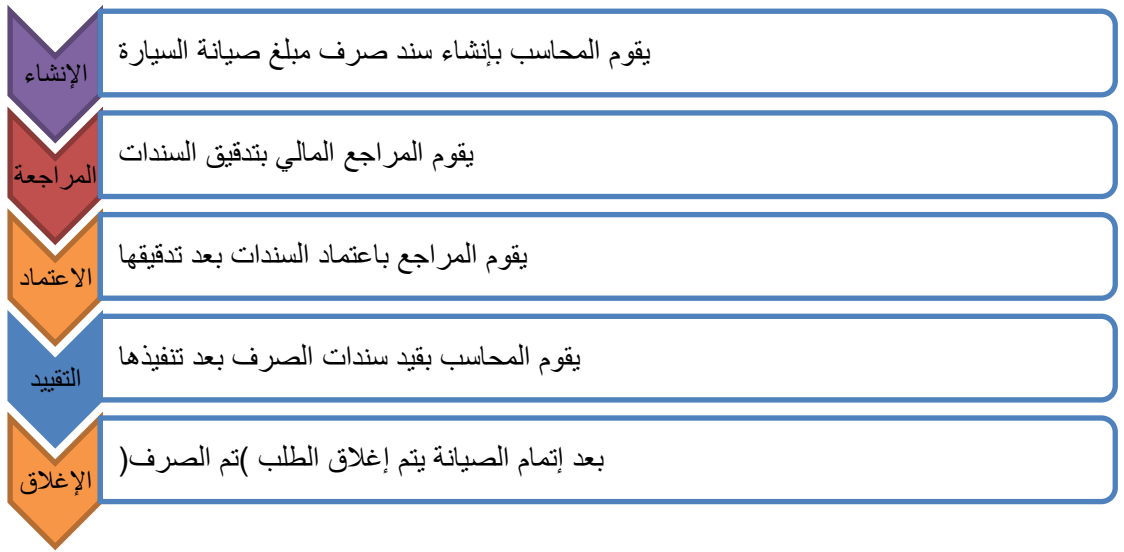 الإنشاء
يقوم المحاسب بإنشاء سند صرف مبلغ صيانة السيارة
المراجعة
يقوم المراجع المالي بتدقيق السندات
الاعتماد
يقوم المراجع باعتماد السندات بعد تدقيقها
التقييد
يقوم المحاسب بقيد سندات الصرف بعد تنفيذها
الإغلاق
بعد إتمام الصيانة يتم إغلاق الطلب (تم الصرف)